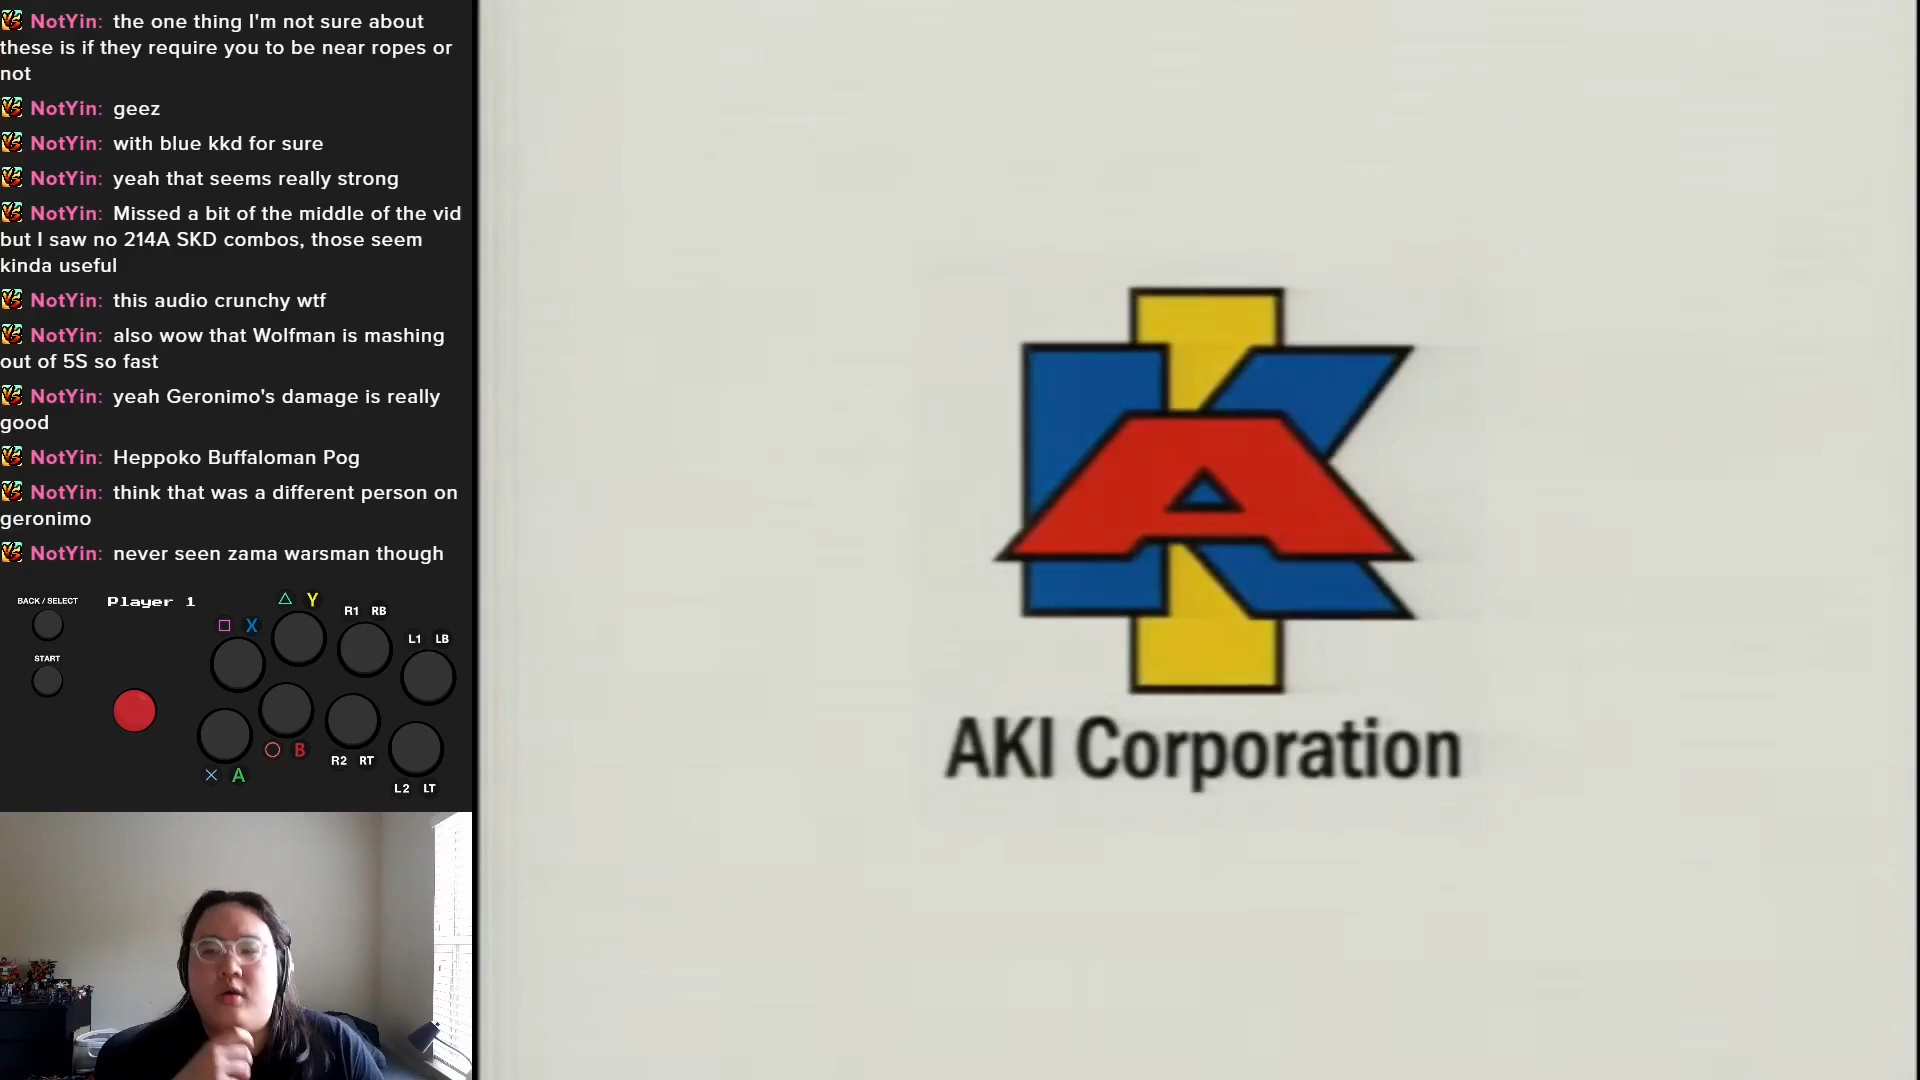 NotYin: the one thing I'm not sure about
these is if they require you to be near ropes or
not
NotYin: geez
NotYin: with blue kkd for sure
NotYin: yeah that seems really strong
NotYin: Missed a bit of the middle of the vid
but I saw no 214A SKD combos, those seem
kinda useful
NotYin: this audio crunchy wtf
NotYin: also wow that Wolfman is mashing
out of 5S so fast
NotYin: yeah Geronimo's damage is really
good
NotYin: Heppoko Buffaloman Pog
NotYin: think that was a different person on
geronimo
NotYin: never seen zama warsman though
BACK / SELECT
Player 1
△ Y
R1 RB
□ X
L1 LB
START
○ B
R2 RT
× A
L2 LT
KA
AKI Corporation